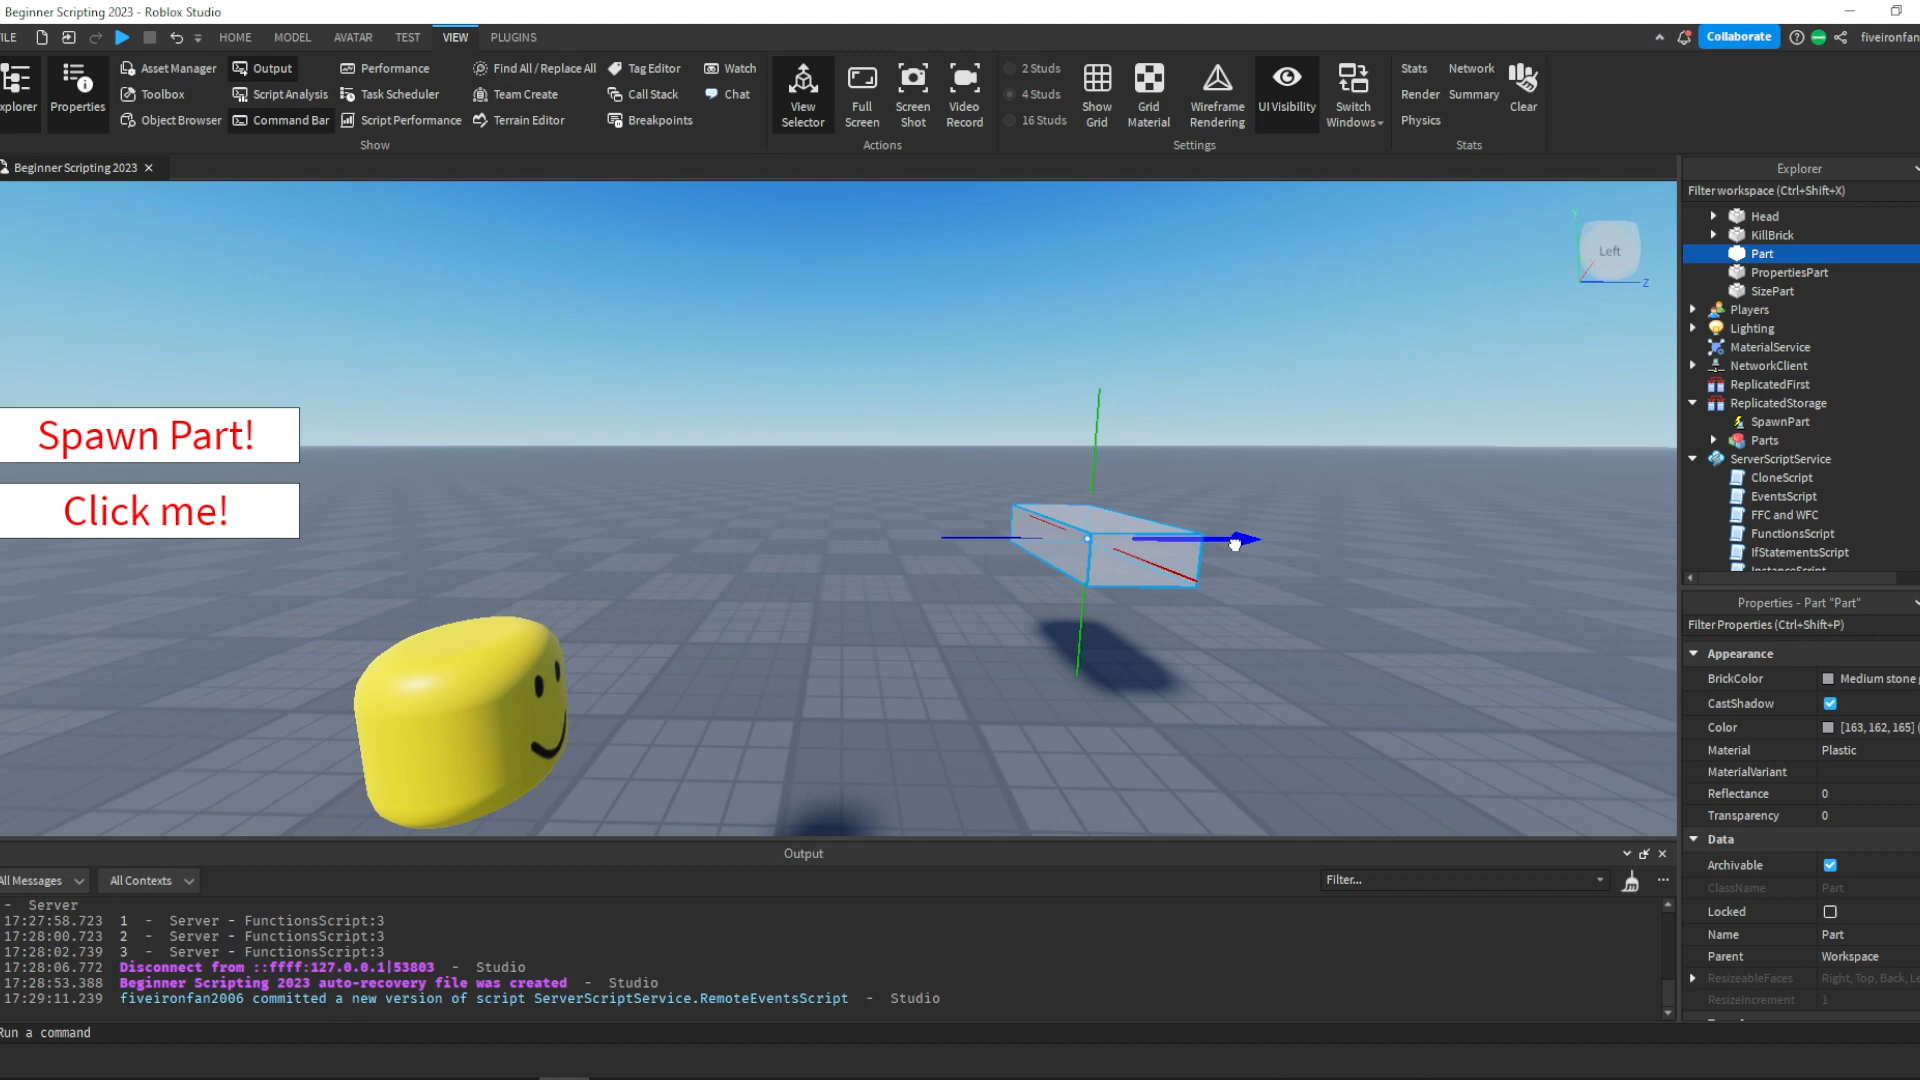 Beginner Scripting 2023 - Roblox Studio
HOME MODEL AVATAR TEST VIEW PLUGINS Collaborate fiveironfan
Asset Manager Output Performance Find All / Replace All Tag Editor Watch 2 Studs Stats Network
Toolbox Script Analysis Task Scheduler Team Create Call Stack Chat 4 Studs Render Summary
Properties View Full Screen Video Show Grid Wireframe UI Visibility Switch Clear
Object Browser Command Bar Script Performance Terrain Editor Breakpoints Selector Screen Shot Record 16 Studs Grid Material Rendering Windows Physics
Show Actions Settings Stats
Beginner Scripting 2023
Explorer
Filter workspace (Ctrl+Shift+X)
Head
KillBrick
Part
PropertiesPart
SizePart
Players
Lighting
MaterialService
NetworkClient
ReplicatedFirst
ReplicatedStorage
SpawnPart
Parts
ServerScriptService
CloneScript
EventsScript
FFC and WFC
FunctionsScript
IfStatementsScript
Left
Y
Z
Spawn Part!
Click me!
Properties - Part "Part"
Filter Properties (Ctrl+Shift+P)
Appearance
BrickColor Medium stone
CastShadow
Color [163, 162, 165]
Material Plastic
MaterialVariant
Reflectance 0
Transparency 0
Data
Archivable
ClassName Part
Locked
Name Part
Parent Workspace
ResizeableFaces Right, Top, Back, Le
ResizeIncrement 1
Output
All Messages All Contexts Filter...
- Server
17:27:58.723 1 - Server - FunctionsScript:3
17:28:00.723 2 - Server - FunctionsScript:3
17:28:02.739 3 - Server - FunctionsScript:3
17:28:06.772 Disconnect from ::ffff:127.0.0.1|53803 - Studio
17:28:53.388 Beginner Scripting 2023 auto-recovery file was created - Studio
17:29:11.239 fiveironfan2006 committed a new version of script ServerScriptService.RemoteEventsScript - Studio
Run a command